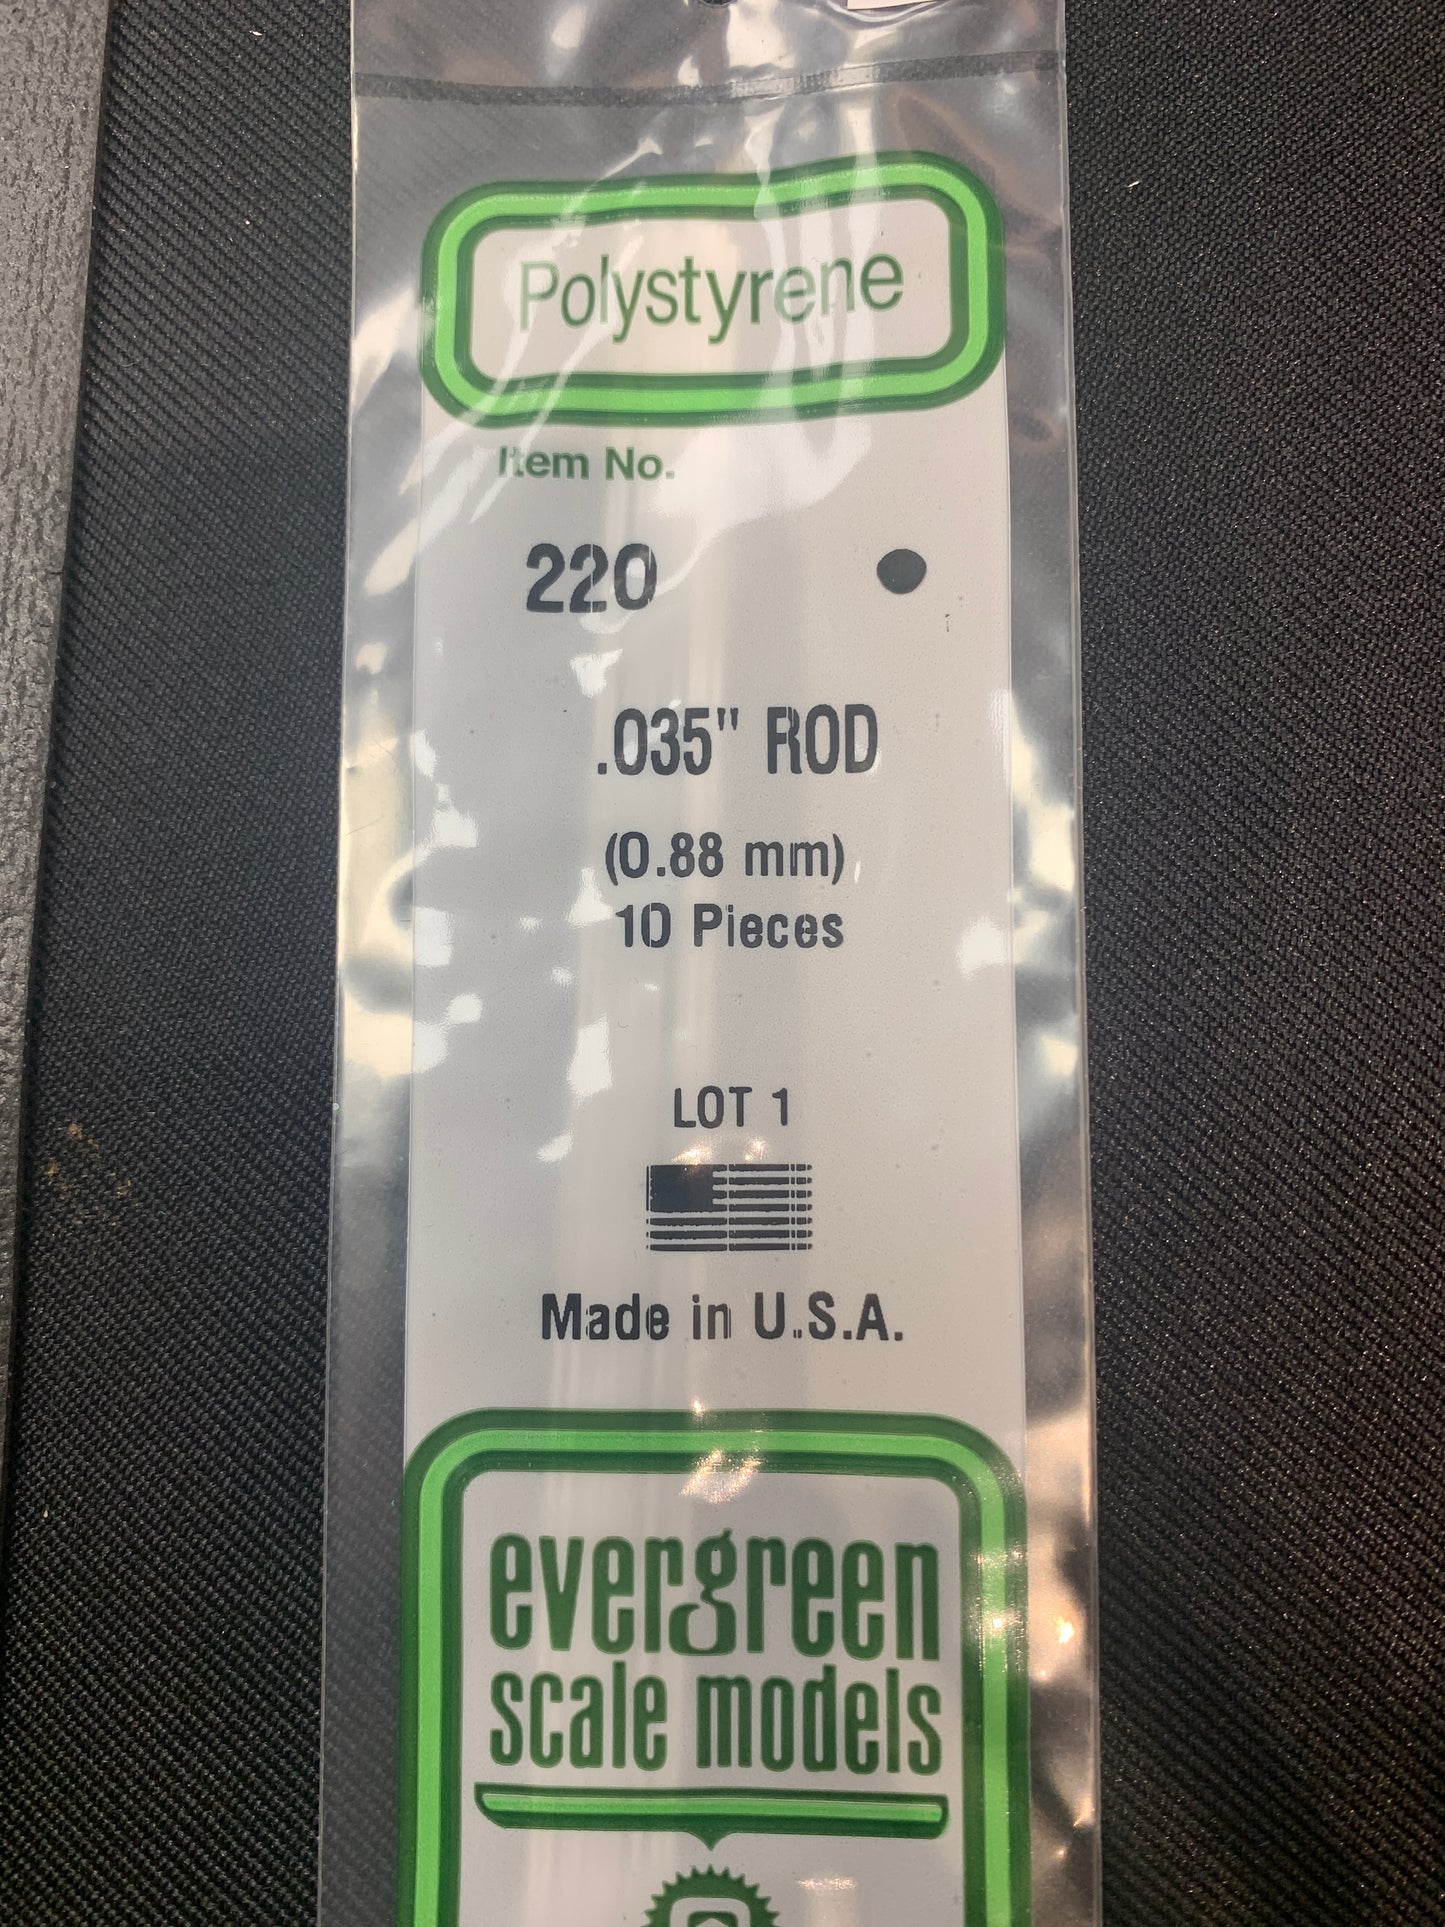 Polystyrene
Item No.
220
.035" ROD
(0.88 mm)
10 Pieces
LOT 1
Made in U.S.A.
evergreen
scale models